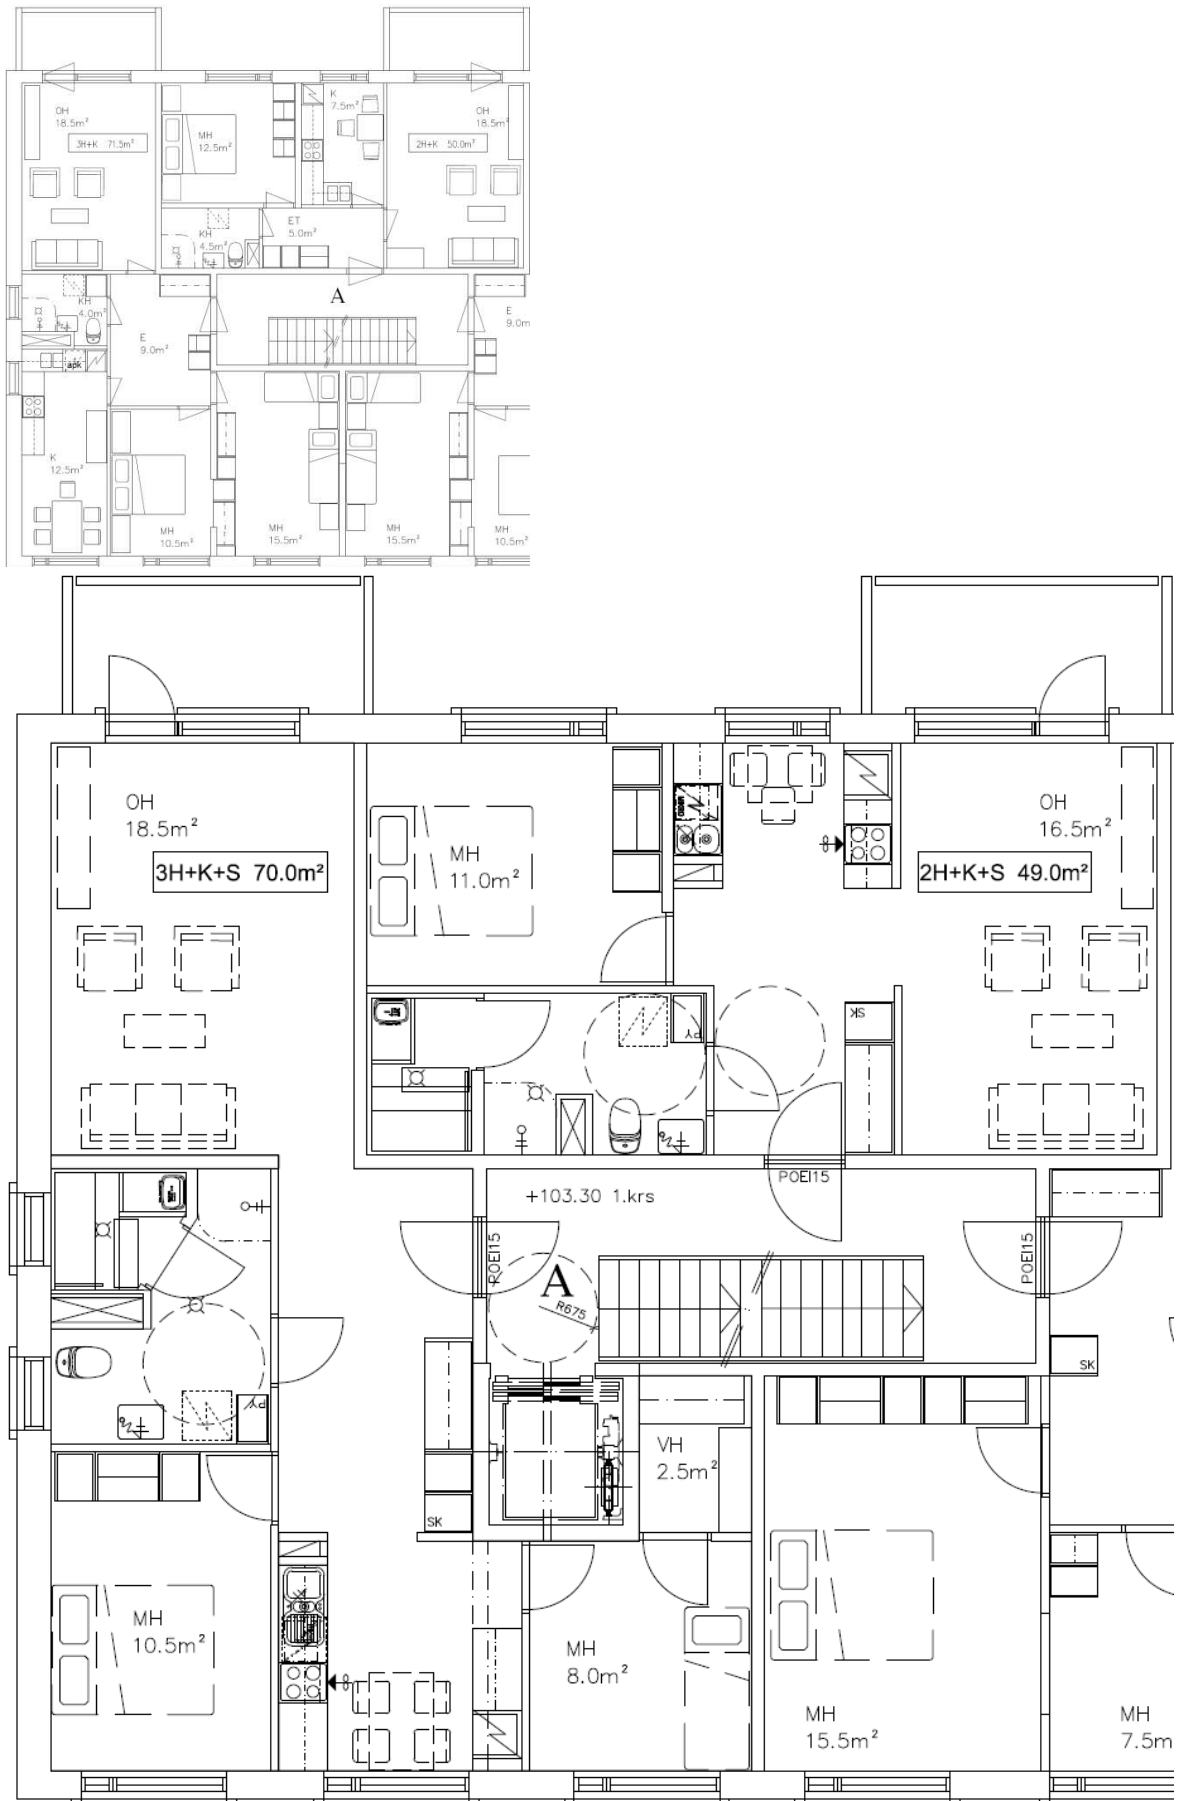 OH
18.5m²
3H+K 71.5m²
MH
12.5m²
K
7.5m²
OH
18.5m²
2H+K 50.0m²
KH
4.5m²
ET
5.0m²
KH
4.0m²
A
E
9.0m²
E
9.0m
apk
K
12.5m²
MH
10.5m²
MH
15.5m²
MH
15.5m²
MH
10.5m²
OH
18.5m²
3H+K+S 70.0m²
MH
11.0m²
OH
16.5m²
2H+K+S 49.0m²
PY
SK
POEI15
+103.30 1.krs
POEI15
A
R675
POEI15
SK
PY
VH
2.5m²
SK
MH
10.5m²
MH
8.0m²
MH
15.5m²
MH
7.5m